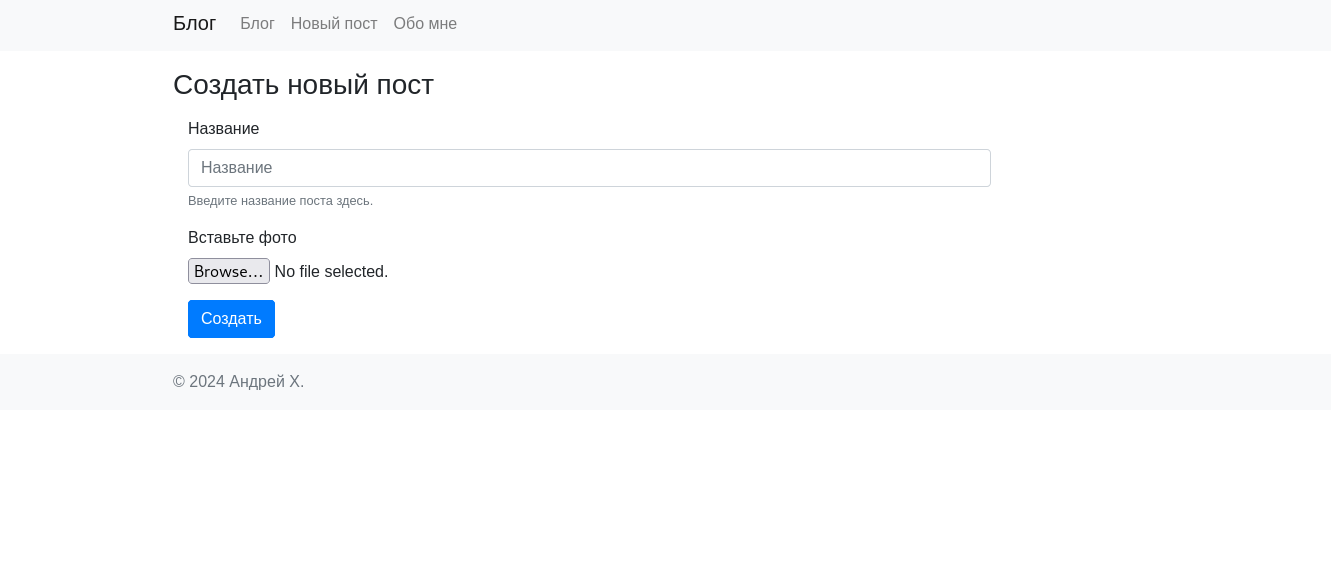 Блог Блог Новый пост Обо мне
Создать новый пост
Название
Название
Введите название поста здесь.
Вставьте фото
Browse... No file selected.
Создать
© 2024 Андрей Х.